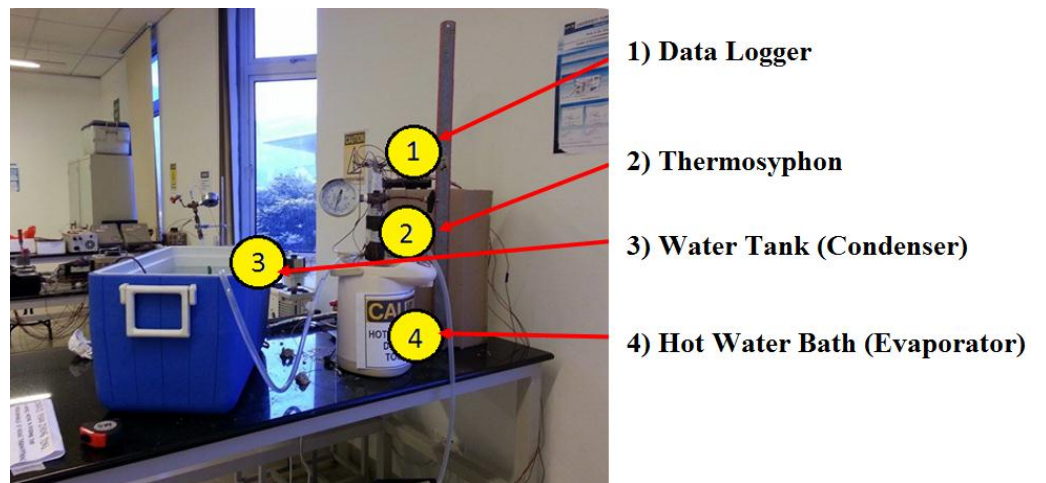 1) Data Logger
2) Thermosyphon
3) Water Tank (Condenser)
4) Hot Water Bath (Evaporator)
1
2
3
4
CAUTION
CAU
HOT